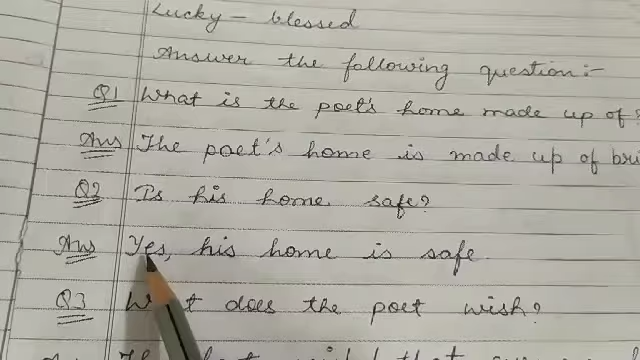 Lucky - blessed
Answer the following question:-
Q1 What is the poet's home made up of?
Ans The poet's home is made up of bri
Q2 Is his home safe?
Ans Yes, his home is safe.
Q3 What does the poet wish?